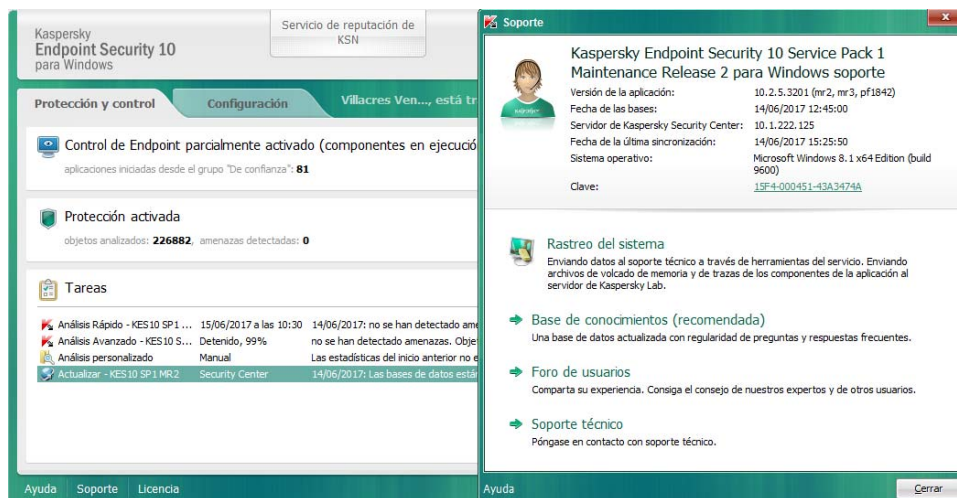 Kaspersky
Endpoint Security 10
para Windows
Servicio de reputación de
KSN
Protección y control
Configuración
Villacres Ven..., está tr
Control de Endpoint parcialmente activado (componentes en ejecució
aplicaciones iniciadas desde el grupo "De confianza": 81
Protección activada
objetos analizados: 226882, amenazas detectadas: 0
Tareas
Análisis Rápido - KES10 SP1 ... 15/06/2017 a las 10:30 14/06/2017: no se han detectado ame
Análisis Avanzado - KES10 S... Detenido, 99% no se han detectado amenazas. Obje
Análisis personalizado Manual Las estadísticas del inicio anterior no e
Actualizar - KES10 SP1 MR2 Security Center 14/06/2017: Las bases de datos está
Ayuda Soporte Licencia
Soporte
x
Kaspersky Endpoint Security 10 Service Pack 1
Maintenance Release 2 para Windows soporte
Versión de la aplicación: 10.2.5.3201 (mr2, mr3, pf1842)
Fecha de las bases: 14/06/2017 12:45:00
Servidor de Kaspersky Security Center: 10.1.222.125
Fecha de la última sincronización: 14/06/2017 15:25:50
Sistema operativo: Microsoft Windows 8.1 x64 Edition (build
9600)
Clave: 15F4-000451-43A3474A
Rastreo del sistema
Enviando datos al soporte técnico a través de herramientas del servicio. Enviando
archivos de volcado de memoria y de trazas de los componentes de la aplicación al
servidor de Kaspersky Lab.
Base de conocimientos (recomendada)
Una base de datos actualizada con regularidad de preguntas y respuestas frecuentes.
Foro de usuarios
Comparta su experiencia. Consiga el consejo de nuestros expertos y de otros usuarios.
Soporte técnico
Póngase en contacto con soporte técnico.
Ayuda
Cerrar